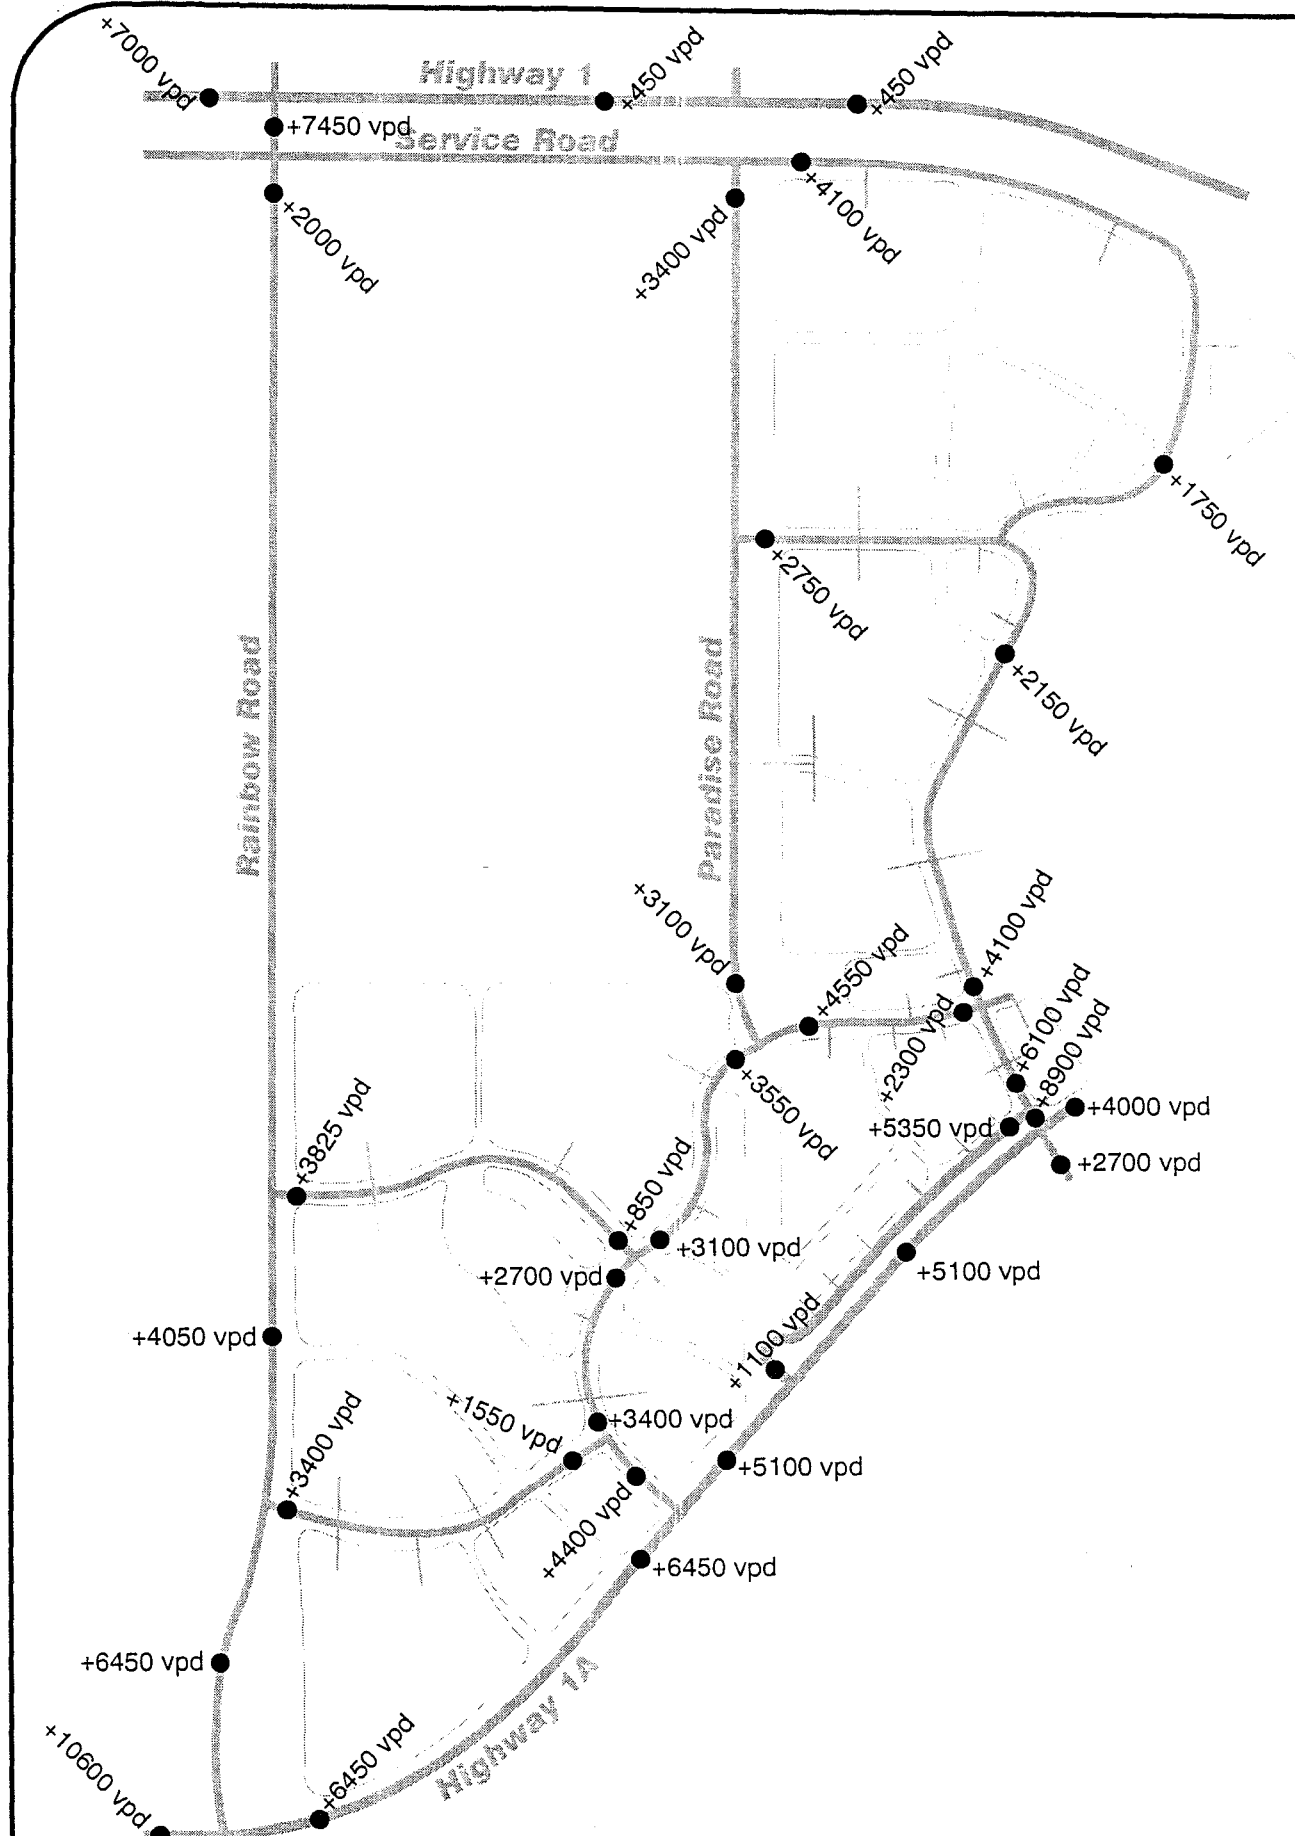 +7000 vpd
Highway 1
+450 vpd
+450 vpd
+7450 vpd
Service Road
+2000 vpd
+4100 vpd
+3400 vpd
+1750 vpd
+2750 vpd
Rainbow Road
Paradise Road
+2150 vpd
+3100 vpd
+4550 vpd
+4100 vpd
+2300 vpd
+6100 vpd
+8900 vpd
+3550 vpd
+5350 vpd
+4000 vpd
+2700 vpd
+3825 vpd
+850 vpd
+3100 vpd
+2700 vpd
+5100 vpd
+4050 vpd
+1100 vpd
+1550 vpd
+3400 vpd
+3400 vpd
+5100 vpd
+4400 vpd
+6450 vpd
+6450 vpd
Highway 1A
+10600 vpd
+6450 vpd